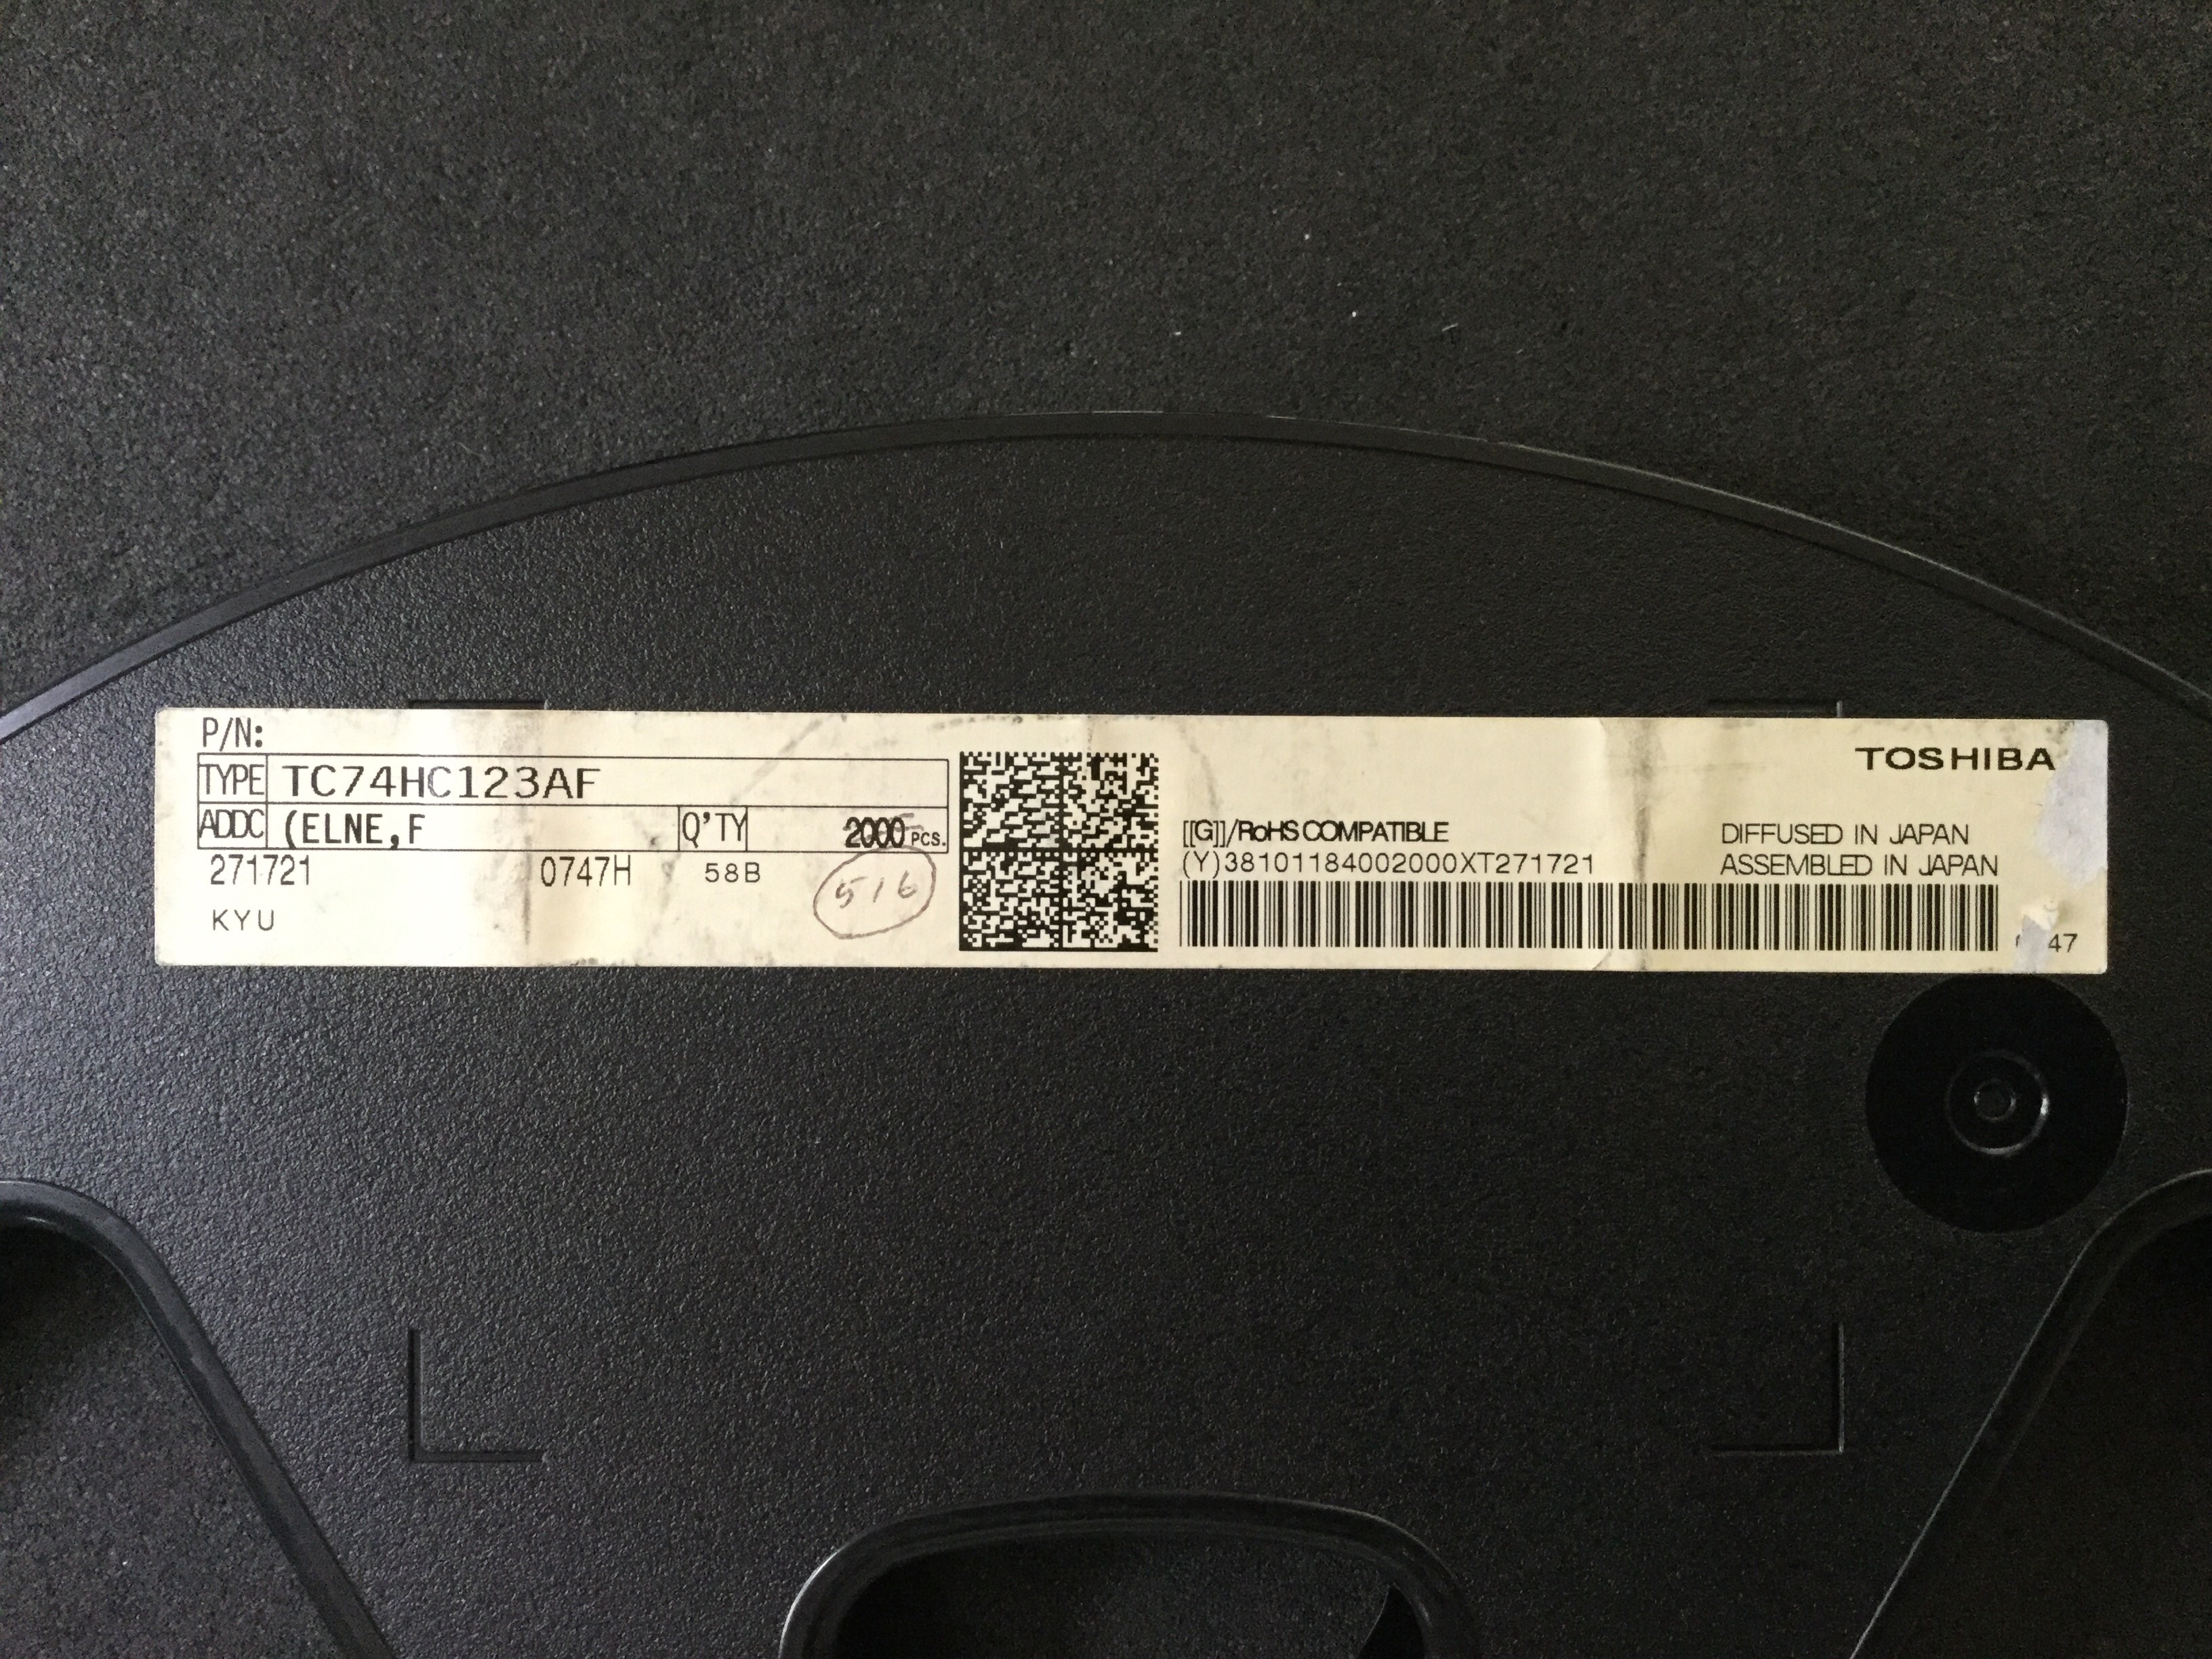 P/N:
TYPE TC74HC123AF
ADDC (ELNE,F Q'TY 2000 PCS.
271721 0747H 58B
516
KYU
TOSHIBA
[[G]]/RoHS COMPATIBLE DIFFUSED IN JAPAN
(Y)38101184002000XT271721 ASSEMBLED IN JAPAN
47